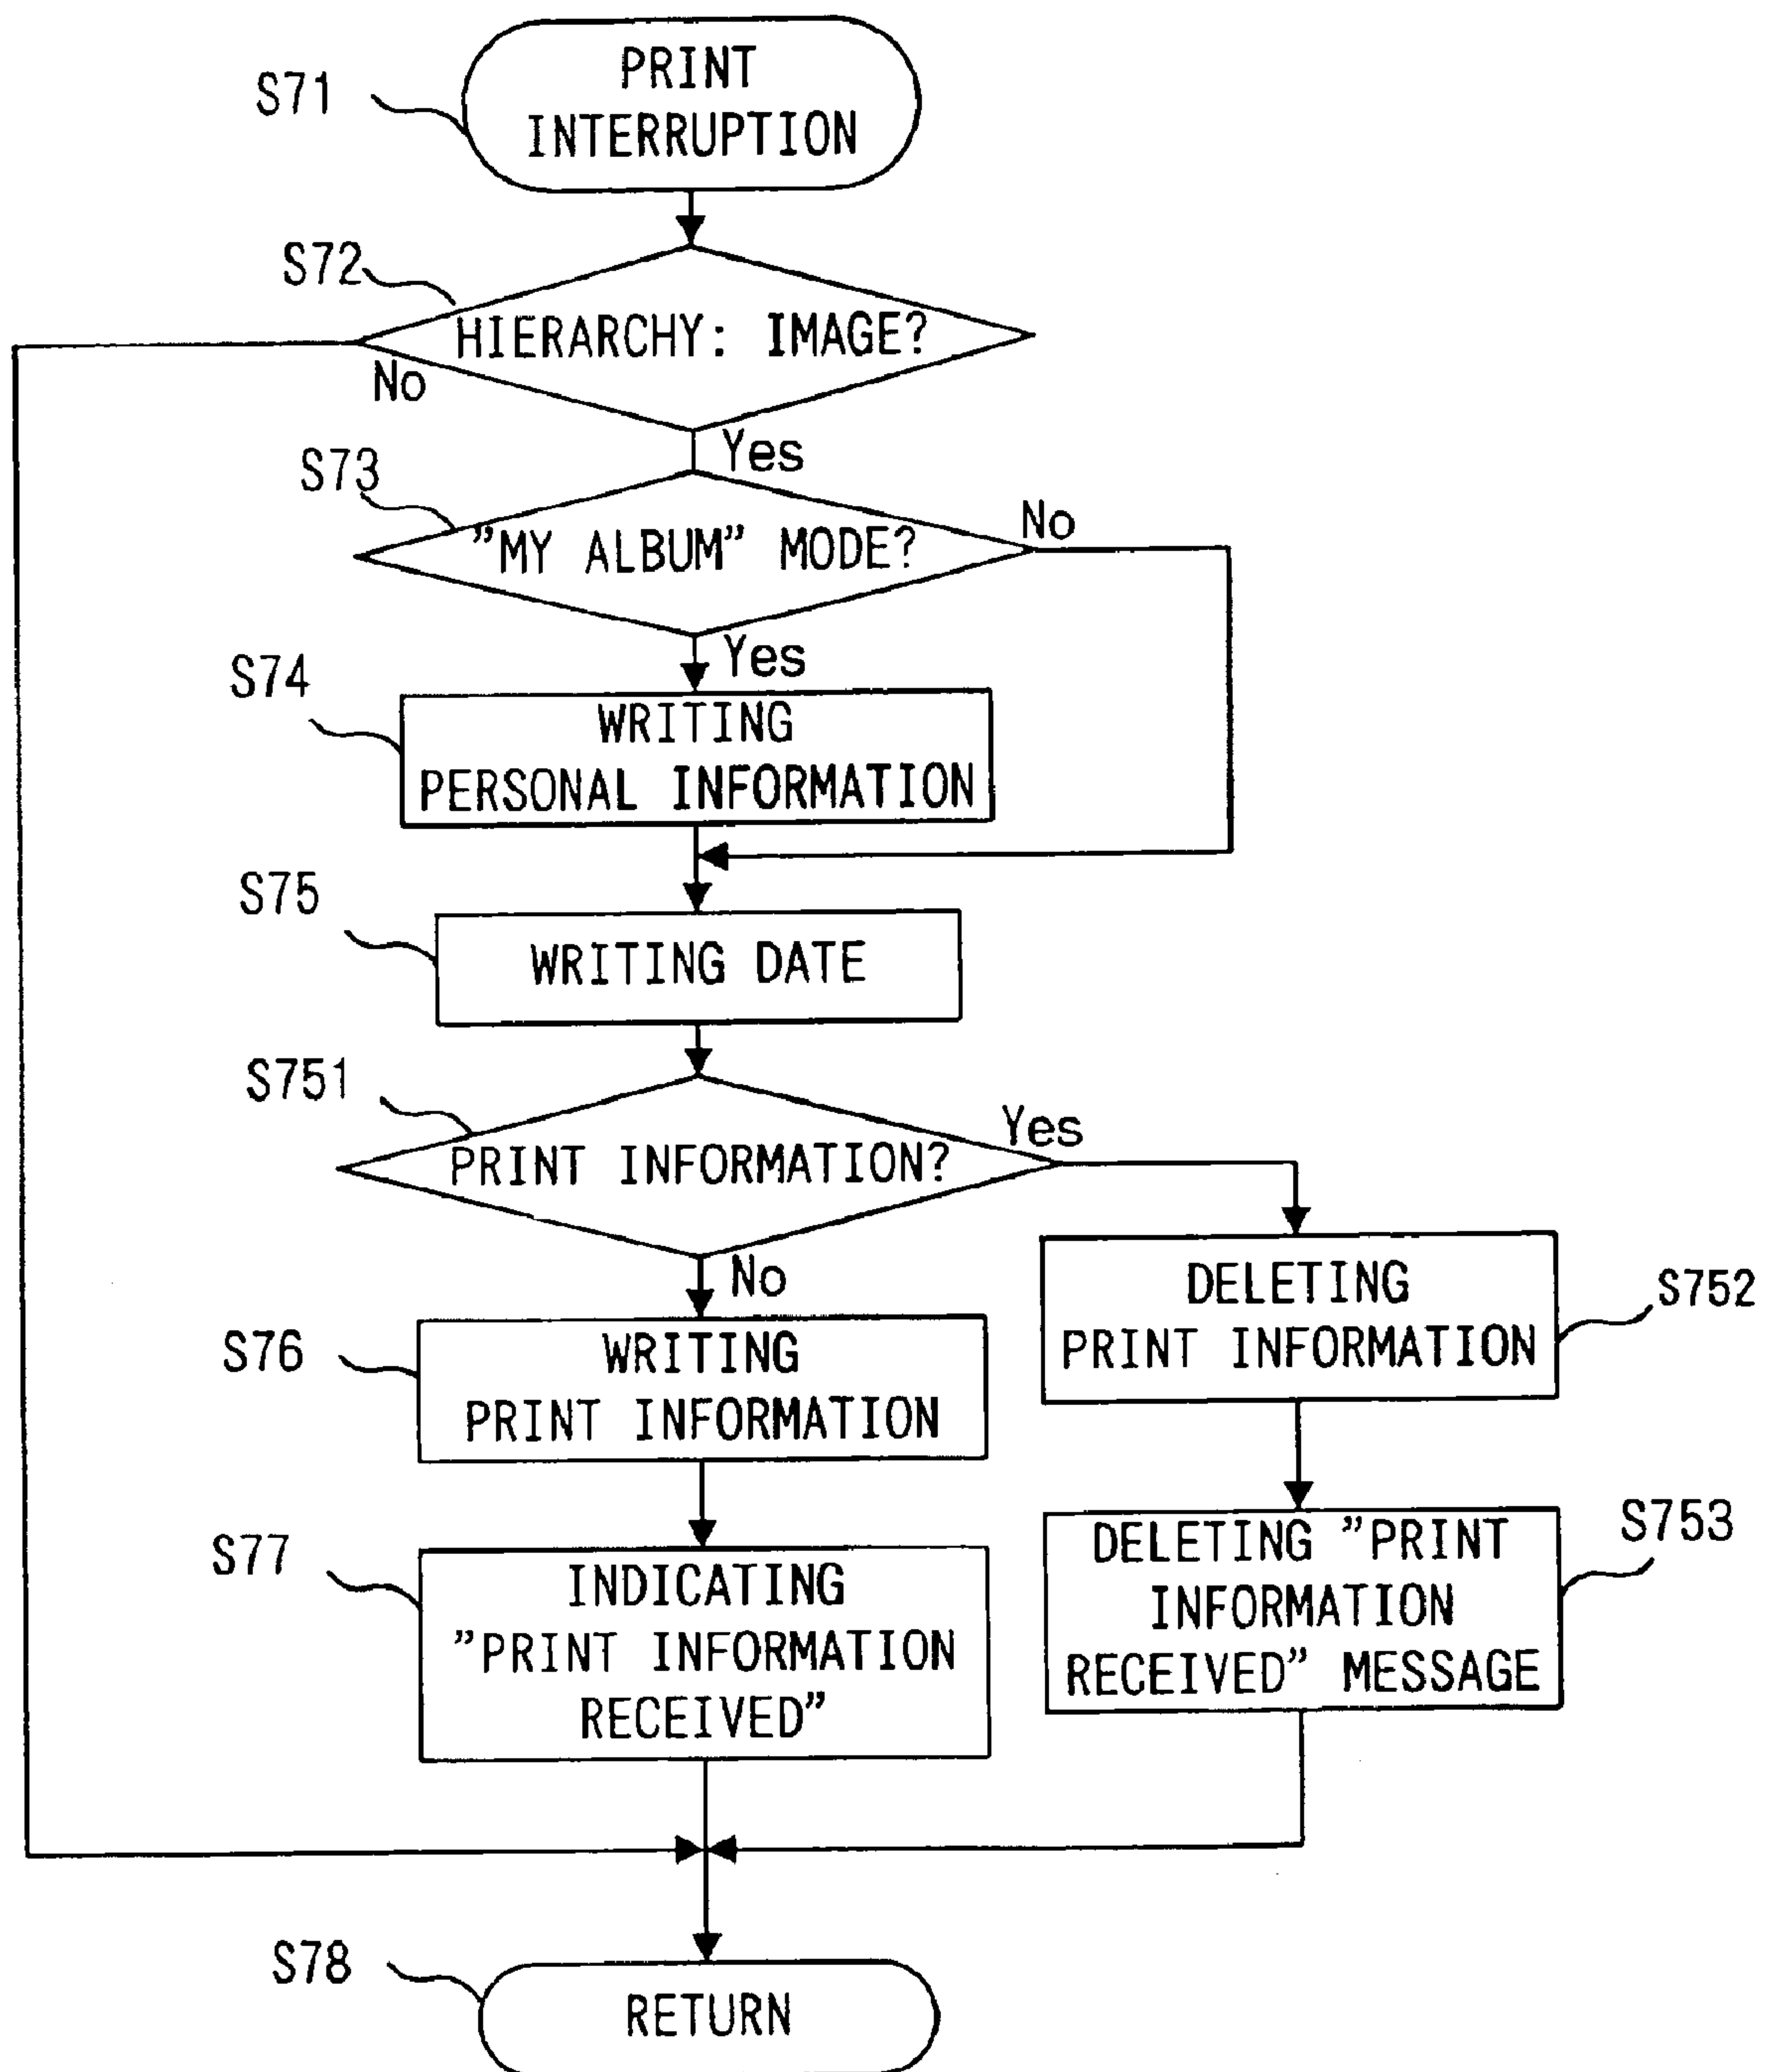 S71
PRINT
INTERRUPTION
S72
HIERARCHY: IMAGE?
No
Yes
S73
”MY ALBUM” MODE?
No
Yes
S74
WRITING
PERSONAL INFORMATION
S75
WRITING DATE
S751
PRINT INFORMATION?
Yes
No
S76
WRITING
PRINT INFORMATION
DELETING
PRINT INFORMATION
S752
S77
INDICATING
”PRINT INFORMATION
RECEIVED”
DELETING ”PRINT
INFORMATION
RECEIVED” MESSAGE
S753
S78
RETURN